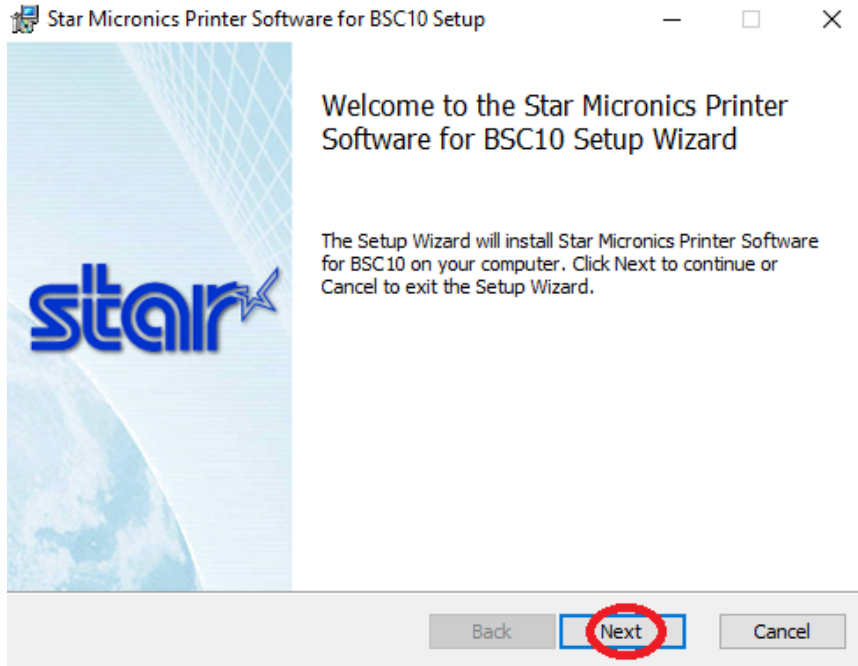 Star Micronics Printer Software for BSC10 Setup
Welcome to the Star Micronics Printer
Software for BSC10 Setup Wizard
The Setup Wizard will install Star Micronics Printer Software
for BSC10 on your computer. Click Next to continue or
Cancel to exit the Setup Wizard.
star
Back
Next
Cancel